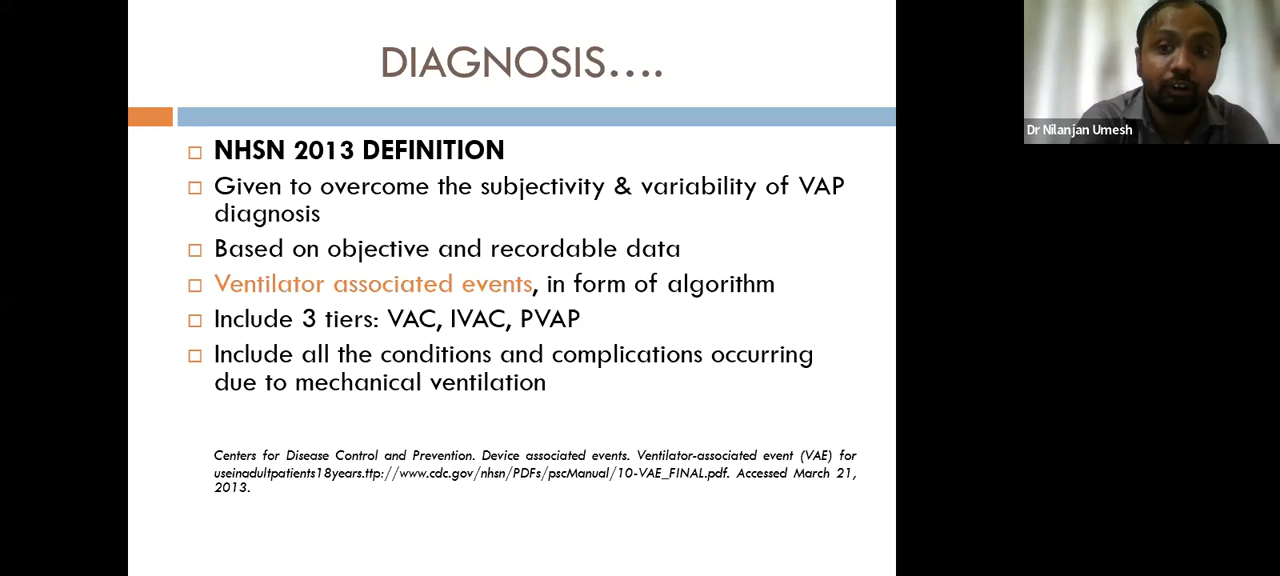 DIAGNOSIS....
NHSN 2013 DEFINITION
Given to overcome the subjectivity & variability of VAP
diagnosis
Based on objective and recordable data
Ventilator associated events, in form of algorithm
Include 3 tiers: VAC, IVAC, PVAP
Include all the conditions and complications occurring
due to mechanical ventilation
Centers for Disease Control and Prevention. Device associated events. Ventilator-associated event (VAE) for
useinadultpatients18years.ttp://www.cdc.gov/nhsn/PDFs/pscManual/10-VAE_FINAL.pdf. Accessed March 21,
2013.
Dr Nilanjan Umesh